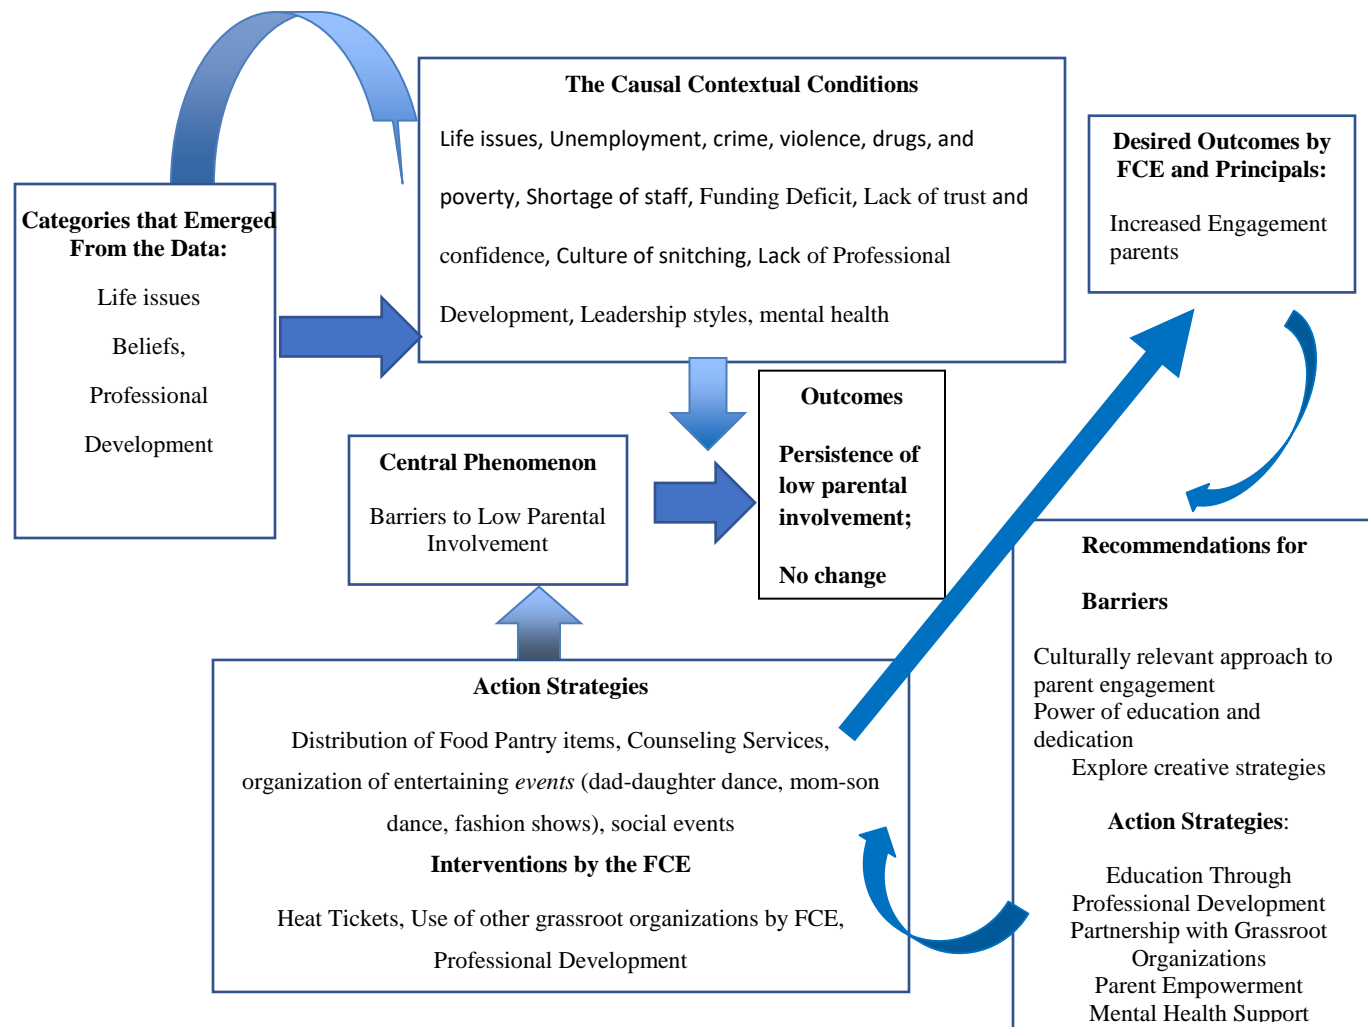 Categories that Emerged
From the Data:
Life issues
Beliefs,
Professional
Development
The Causal Contextual Conditions
Life issues, Unemployment, crime, violence, drugs, and
poverty, Shortage of staff, Funding Deficit, Lack of trust and
confidence, Culture of snitching, Lack of Professional
Development, Leadership styles, mental health
Desired Outcomes by
FCE and Principals:
Increased Engagement
parents
Central Phenomenon
Barriers to Low Parental
Involvement
Outcomes
Persistence of
low parental
involvement;
No change
Action Strategies
Distribution of Food Pantry items, Counseling Services,
organization of entertaining events (dad-daughter dance, mom-son
dance, fashion shows), social events
Interventions by the FCE
Heat Tickets, Use of other grassroot organizations by FCE,
Professional Development
Recommendations for
Barriers
Culturally relevant approach to
parent engagement
Power of education and
dedication
Explore creative strategies
Action Strategies:
Education Through
Professional Development
Partnership with Grassroot
Organizations
Parent Empowerment
Mental Health Support